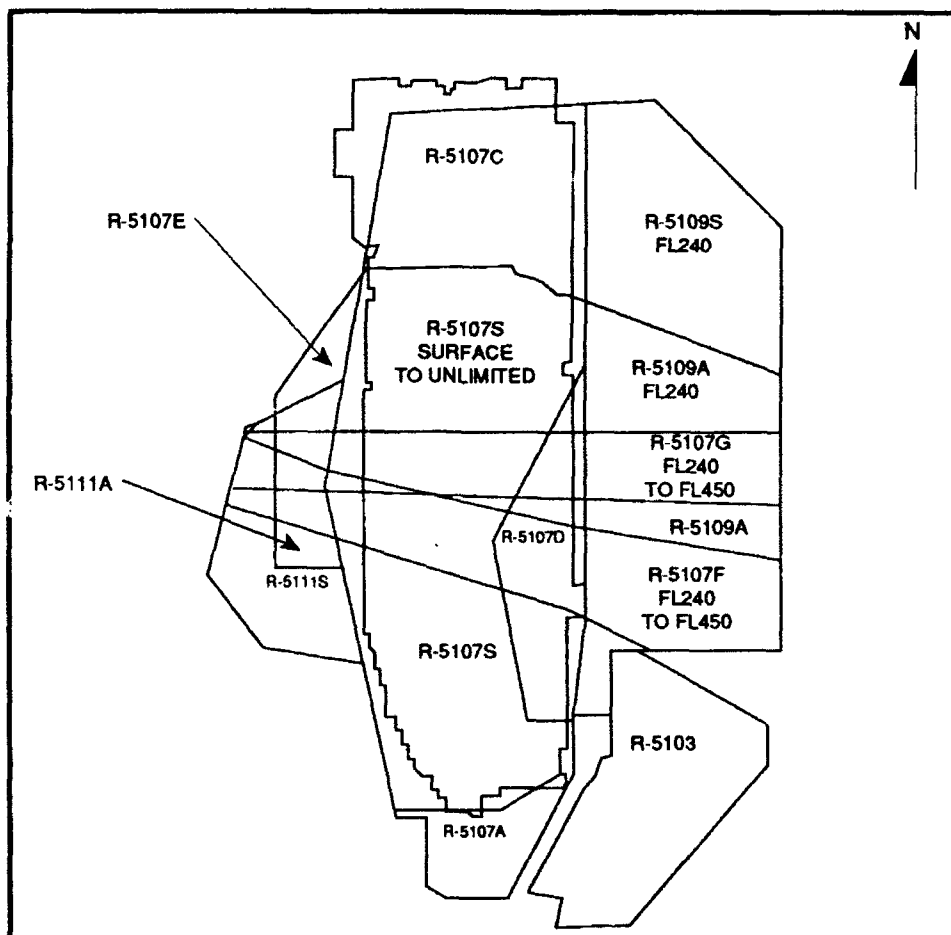 N
R-5107C
R-5107E
R-5109S
FL240
R-5107S
SURFACE
TO UNLIMITED
R-5109A
FL240
R-5107G
FL240
TO FL450
R-5111A
R-5109A
R-5107D
R-5111S
R-5107F
FL240
TO FL450
R-5107S
R-5103
R-5107A